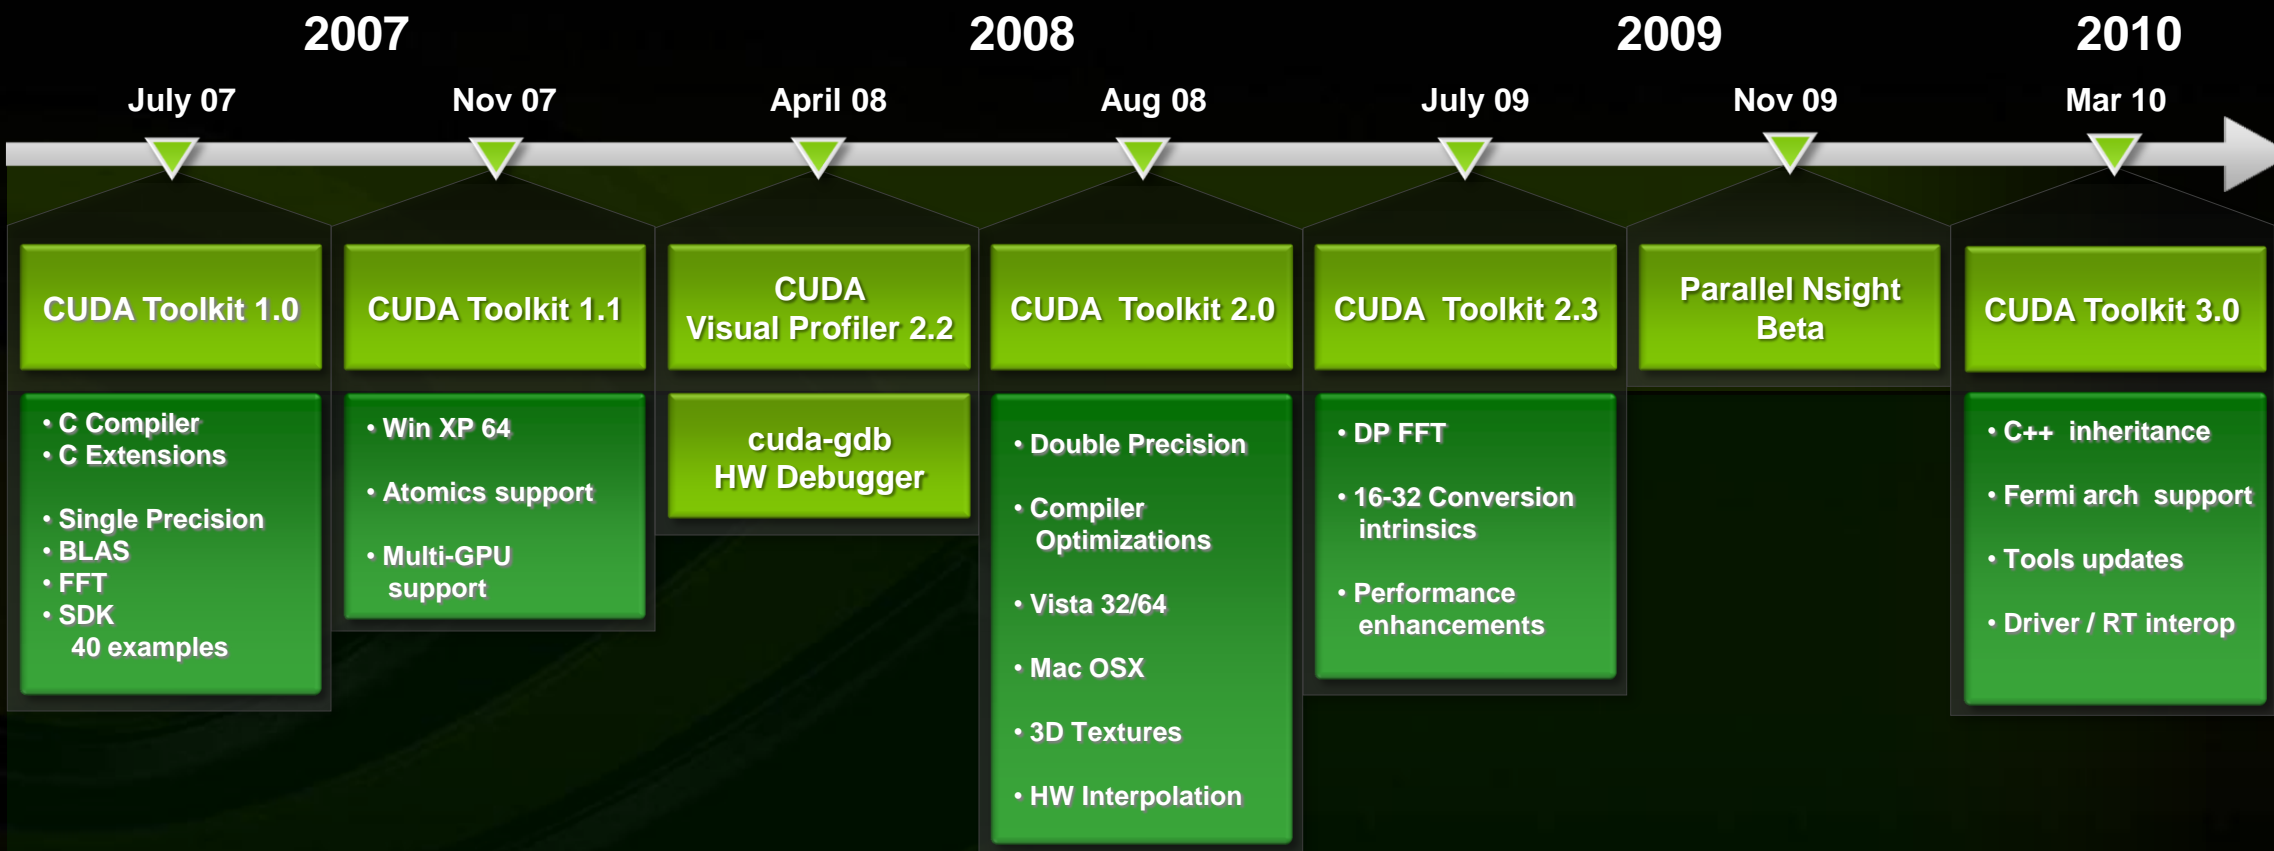 2007
2008
2009
2010
July 07
Nov 07
April 08
Aug 08
July 09
Nov 09
Mar 10
CUDA Toolkit 1.0
• C Compiler
• C Extensions
• Single Precision
• BLAS
• FFT
• SDK
40 examples
CUDA Toolkit 1.1
• Win XP 64
• Atomics support
• Multi-GPU
support
CUDA
Visual Profiler 2.2
cuda-gdb
HW Debugger
CUDA Toolkit 2.0
• Double Precision
• Compiler
Optimizations
• Vista 32/64
• Mac OSX
• 3D Textures
• HW Interpolation
CUDA Toolkit 2.3
• DP FFT
• 16-32 Conversion
intrinsics
• Performance
enhancements
Parallel Nsight
Beta
CUDA Toolkit 3.0
• C++ inheritance
• Fermi arch support
• Tools updates
• Driver / RT interop